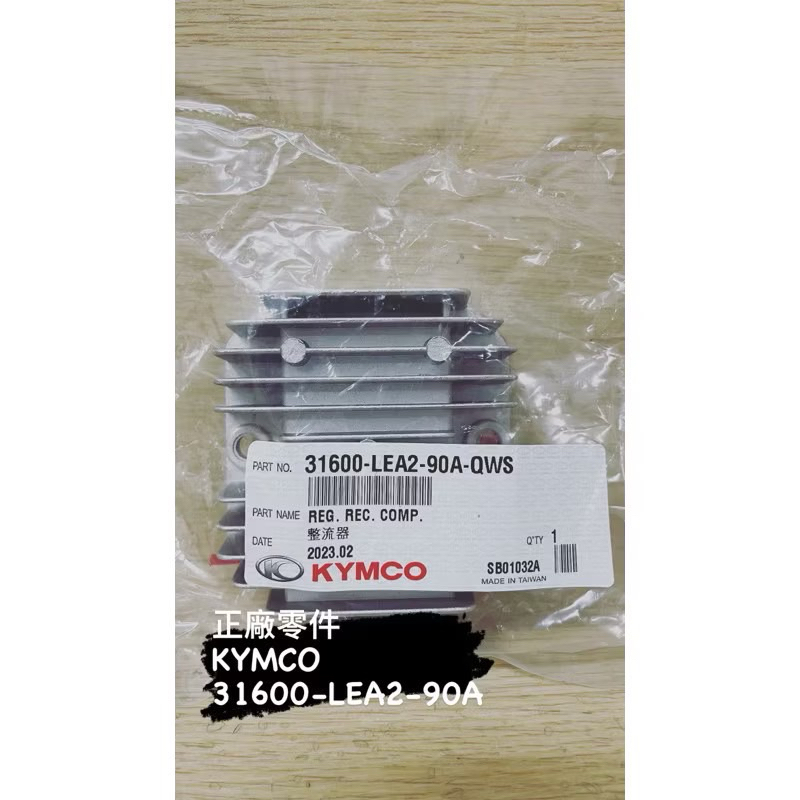 PART NO. 31600-LEA2-90A-QWS
PART NAME REG. REC. COMP.
整流器
DATE 2023.02
Q'TY 1
KYMCO
SB01032A
MADE IN TAIWAN
正廠零件
KYMCO
31600-LEA2-90A